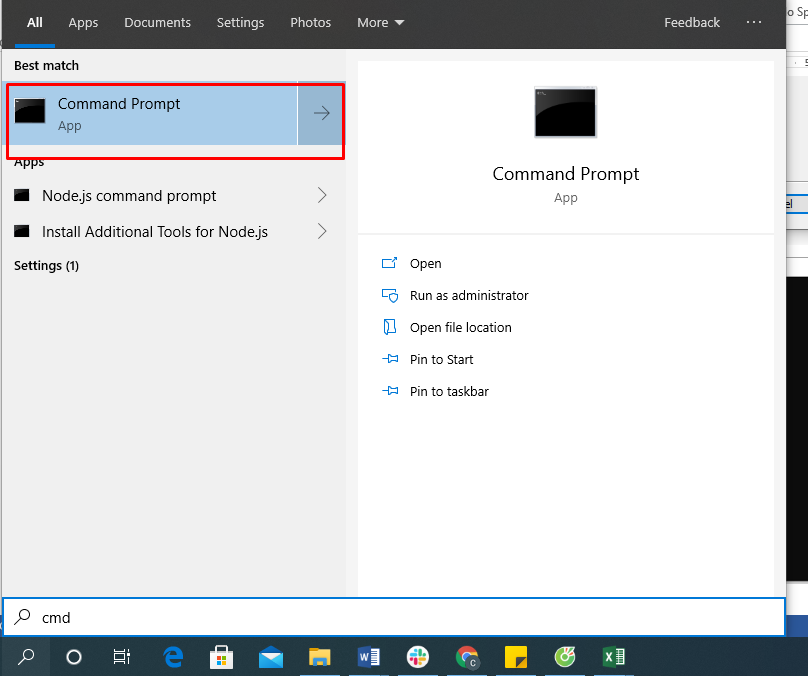 All Apps Documents Settings Photos More Feedback ...
Best match
Command Prompt
App
Apps
Node.js command prompt
Install Additional Tools for Node.js
Settings (1)
Command Prompt
App
Open
Run as administrator
Open file location
Pin to Start
Pin to taskbar
cmd